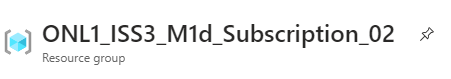 ONL1_ISS3_M1d_Subscription_02
Resource group